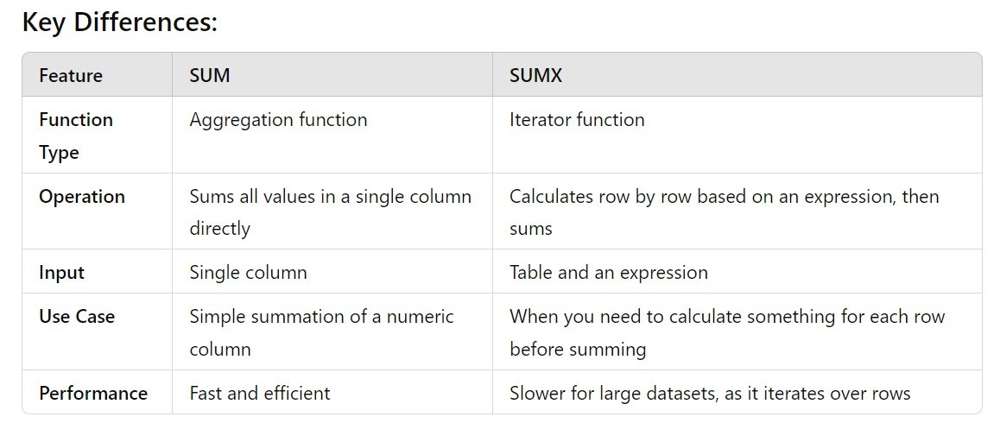 Key Differences:
Feature SUM SUMX
Function Type Aggregation function Iterator function
Operation Sums all values in a single column directly Calculates row by row based on an expression, then sums
Input Single column Table and an expression
Use Case Simple summation of a numeric column When you need to calculate something for each row before summing
Performance Fast and efficient Slower for large datasets, as it iterates over rows